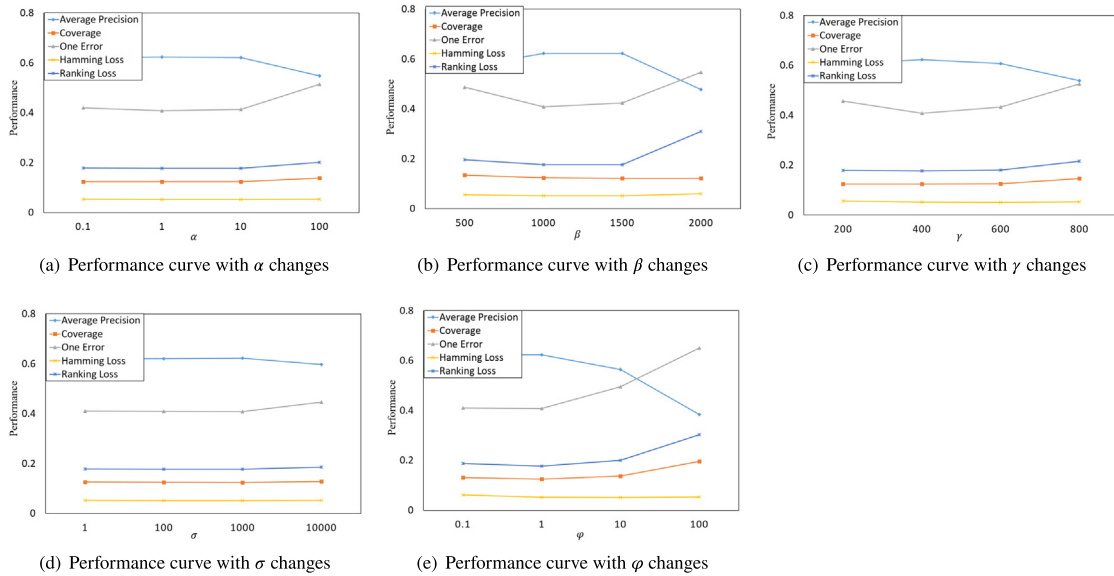 0.8
0.6
0.4
0.2
0
Performance
Average Precision
Coverage
One Error
Hamming Loss
Ranking Loss
0.1 1 10 100
α
(a) Performance curve with α changes
0.8
0.6
0.4
0.2
0
Performance
Average Precision
Coverage
One Error
Hamming Loss
Ranking Loss
500 1000 1500 2000
β
(b) Performance curve with β changes
0.8
0.6
0.4
0.2
0
Performance
Average Precision
Coverage
One Error
Hamming Loss
Ranking Loss
200 400 600 800
γ
(c) Performance curve with γ changes
0.8
0.6
0.4
0.2
0
Performance
Average Precision
Coverage
One Error
Hamming Loss
Ranking Loss
1 100 1000 10000
σ
(d) Performance curve with σ changes
0.8
0.6
0.4
0.2
0
Performance
Average Precision
Coverage
One Error
Hamming Loss
Ranking Loss
0.1 1 10 100
φ
(e) Performance curve with φ changes